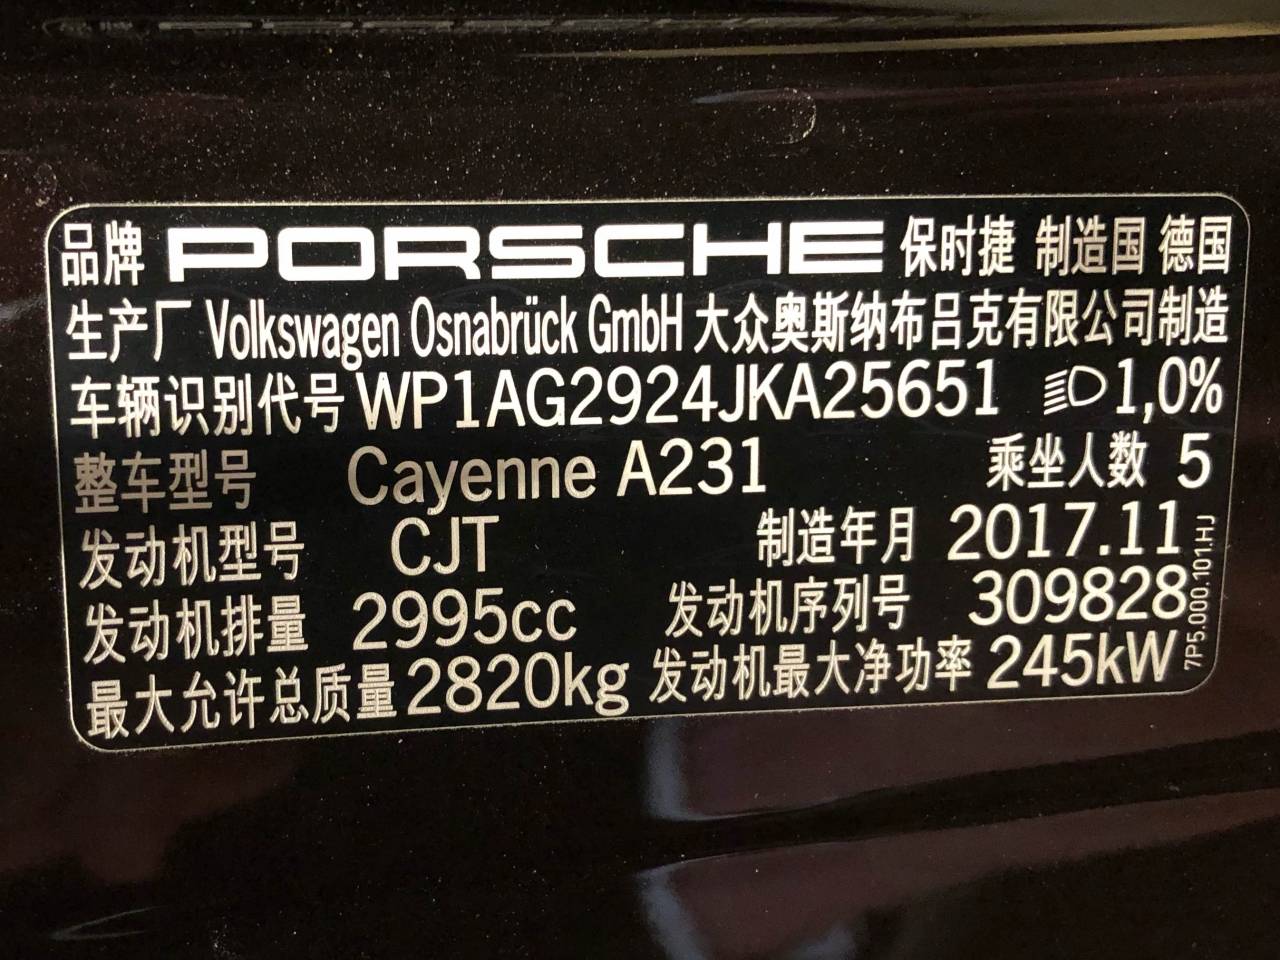 品牌 PORSCHE 保时捷 制造国 德国
生产厂 Volkswagen Osnabrück GmbH 大众奥斯纳布吕克有限公司制造
车辆识别代号 WP1AG2924JKA25651 1,0%
整车型号 Cayenne A231 乘坐人数 5
发动机型号 CJT 制造年月 2017.11
发动机排量 2995cc 发动机序列号 309828
最大允许总质量 2820kg 发动机最大净功率 245kW
7P5.000.101.HJ